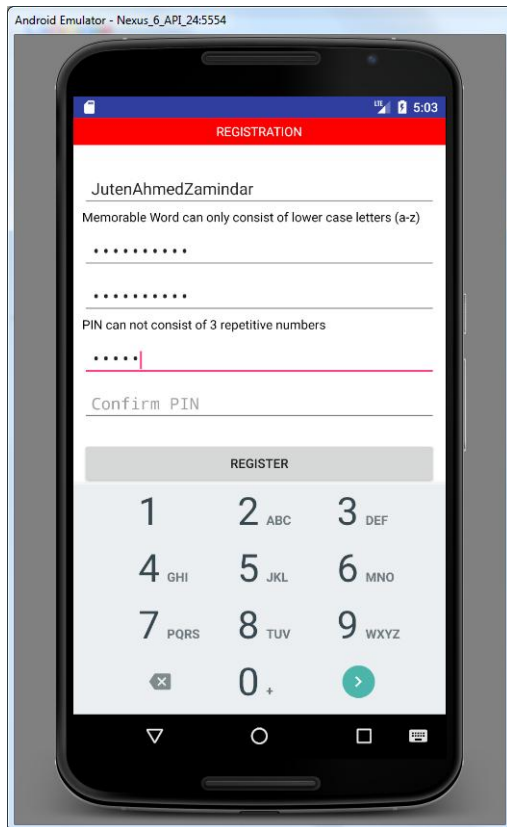 Android Emulator - Nexus_6_API_24:5554
LTE 5:03
REGISTRATION
JutenAhmedZamindar
Memorable Word can only consist of lower case letters (a-z)
••••••••••
••••••••••
PIN can not consist of 3 repetitive numbers
•••••
Confirm PIN
REGISTER
1 2 ABC 3 DEF
4 GHI 5 JKL 6 MNO
7 PQRS 8 TUV 9 WXYZ
0 +